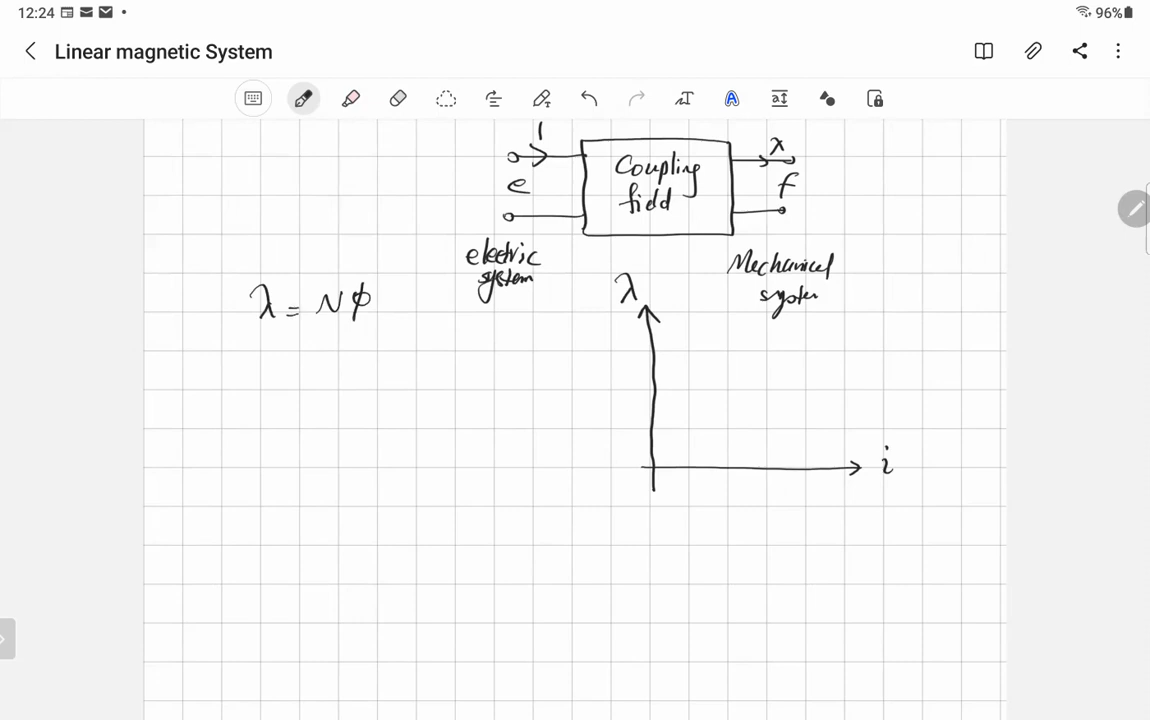 12:24 96%
Linear magnetic System
i x
e Coupling f
field
electric Mechanical
system system
λ = Nφ λ
i